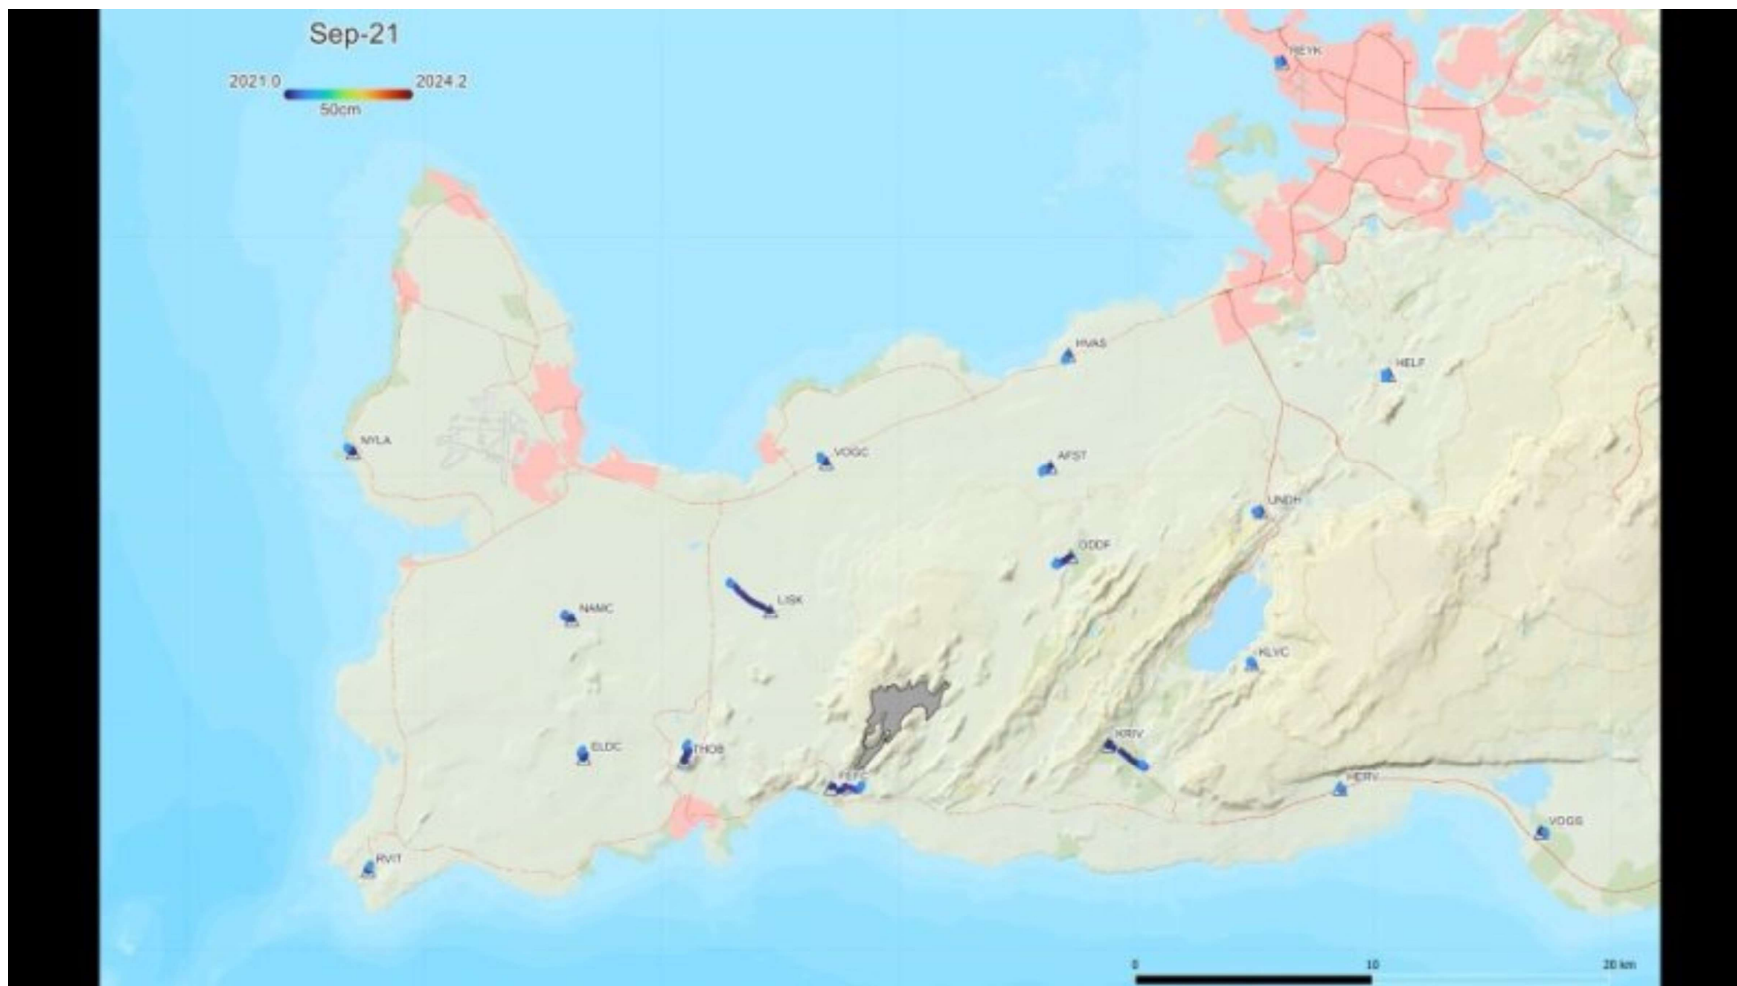 Sep-21
2021.0 2024.2
50cm
REYK
HVAS
HELF
NYLA
VOGC
AFST
UNDH
ODDF
LISK
NAMC
KLYC
KRIV
ELDC
THOB
FEFC
HERV
VOGS
RVIT
0 10 20 km